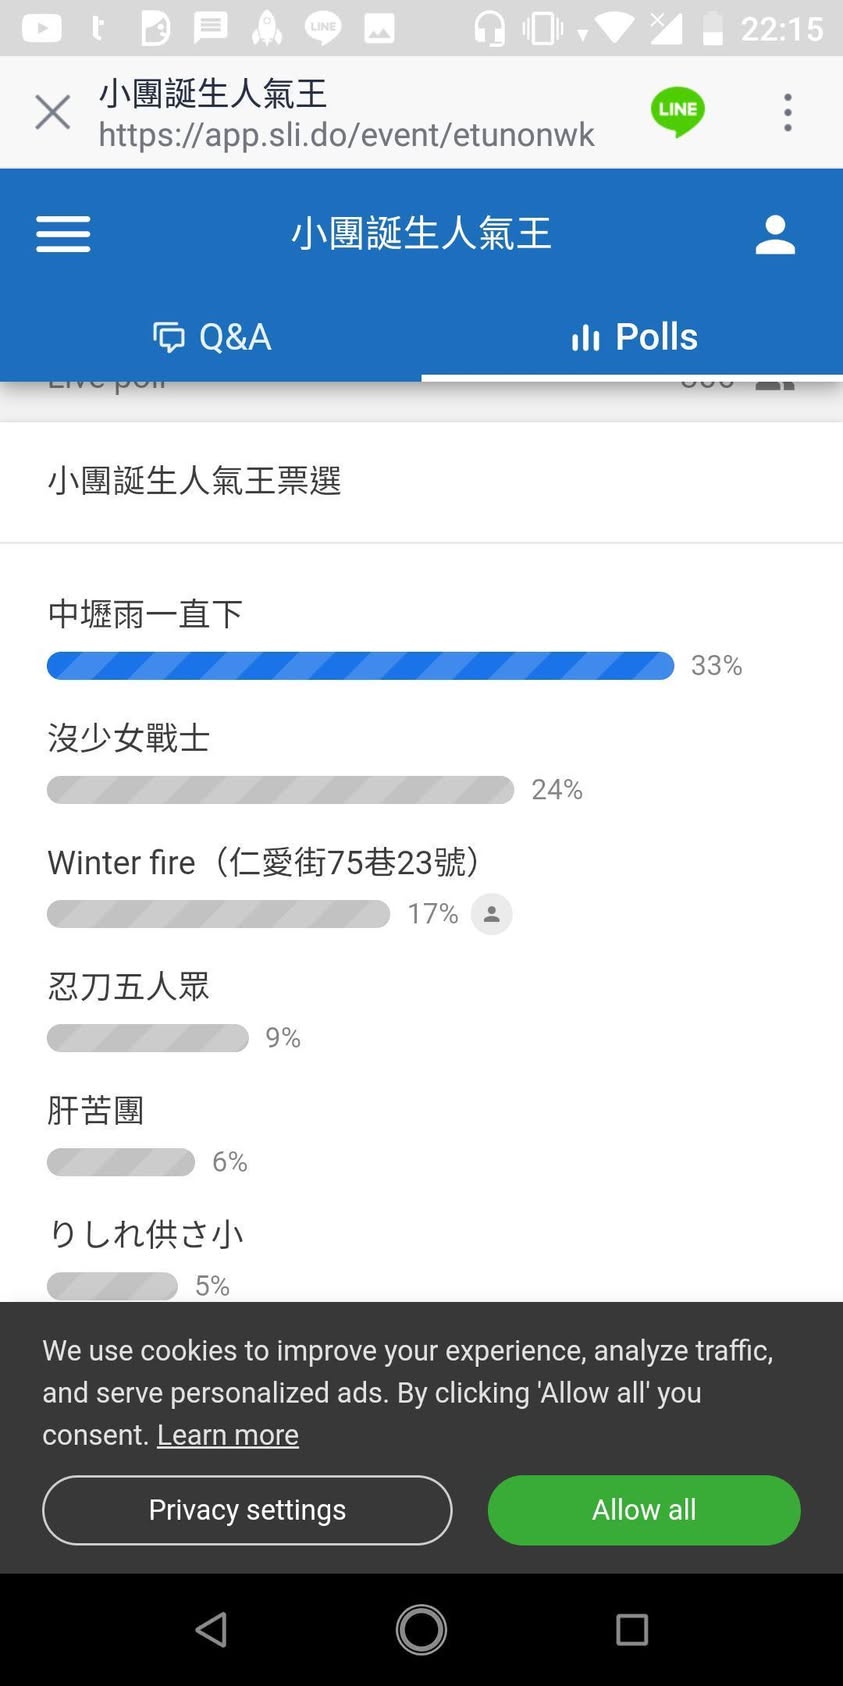 LINE
22:15
小團誕生人氣王
https://app.sli.do/event/etunonwk
LINE
小團誕生人氣王
Q&A
Polls
Live poll
小團誕生人氣王票選
中壢雨一直下
33%
沒少女戰士
24%
Winter fire（仁愛街75巷23號）
17%
忍刀五人眾
9%
肝苦團
6%
りしれ供さ小
5%
We use cookies to improve your experience, analyze traffic,
and serve personalized ads. By clicking 'Allow all' you
consent. Learn more
Privacy settings
Allow all